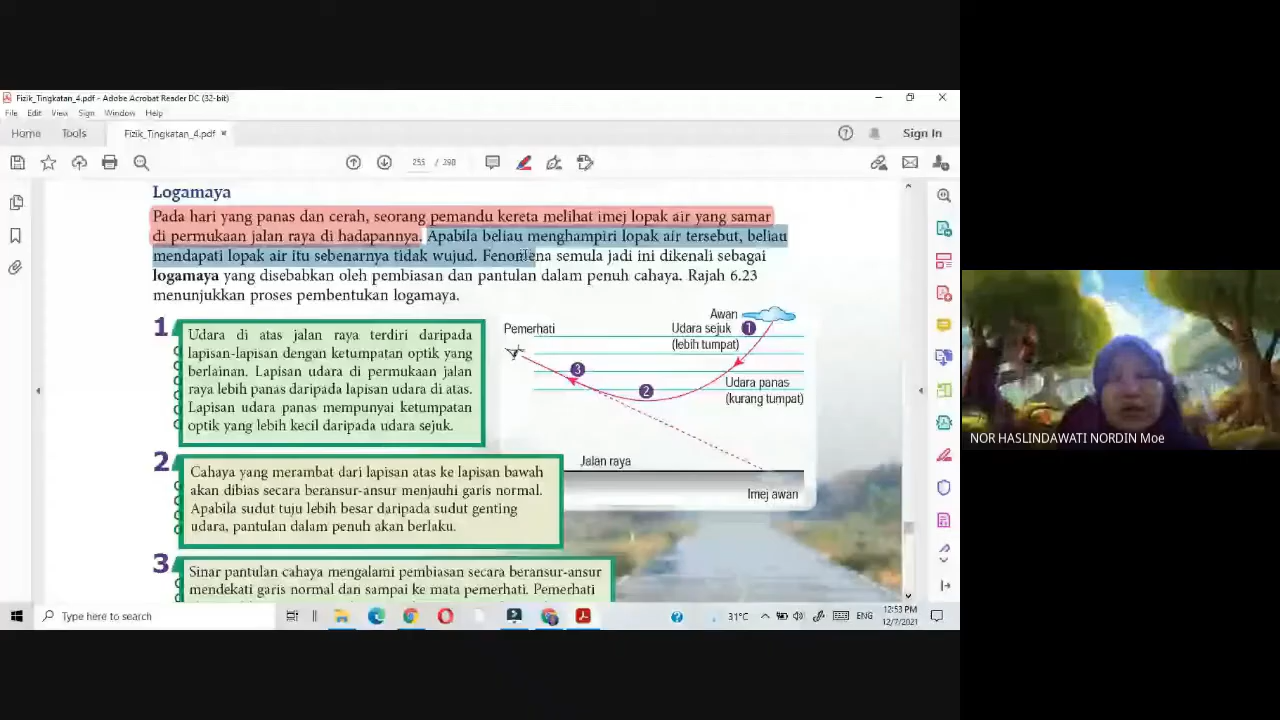 Fizik_Tingkatan_4.pdf - Adobe Acrobat Reader DC (32-bit)
File Edit View Sign Window Help
Home Tools Fizik_Tingkatan_4.pdf × Sign In
255 / 298
Logamaya
Pada hari yang panas dan cerah, seorang pemandu kereta melihat imej lopak air yang samar
di permukaan jalan raya di hadapannya. Apabila beliau menghampiri lopak air tersebut, beliau
mendapati lopak air itu sebenarnya tidak wujud. Fenomena semula jadi ini dikenali sebagai
logamaya yang disebabkan oleh pembiasan dan pantulan dalam penuh cahaya. Rajah 6.23
menunjukkan proses pembentukan logamaya.
1
Udara di atas jalan raya terdiri daripada
lapisan-lapisan dengan ketumpatan optik yang
berlainan. Lapisan udara di permukaan jalan
raya lebih panas daripada lapisan udara di atas.
Lapisan udara panas mempunyai ketumpatan
optik yang lebih kecil daripada udara sejuk.
2
Cahaya yang merambat dari lapisan atas ke lapisan bawah
akan dibias secara beransur-ansur menjauhi garis normal.
Apabila sudut tuju lebih besar daripada sudut genting
udara, pantulan dalam penuh akan berlaku.
3
Sinar pantulan cahaya mengalami pembiasan secara beransur-ansur
mendekati garis normal dan sampai ke mata pemerhati. Pemerhati
Awan
Pemerhati
Udara sejuk 1
(lebih tumpat)
3
2
Udara panas
(kurang tumpat)
Jalan raya
Imej awan
NOR HASLINDAWATI NORDIN Moe
Type here to search
31°C
ENG
12:53 PM
12/7/2021